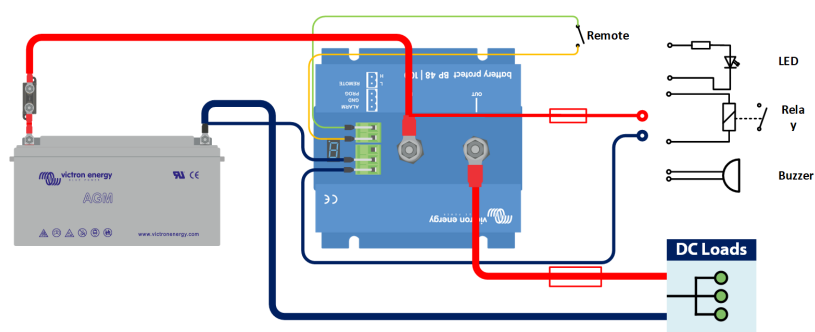 Remote
LED
Rela
y
Buzzer
DC Loads
victron energy
AGM
www.victronenergy.com
battery protect BP 48 | 10
H
L
REMOTE
PROG
GND
ALARM
OUT
victron energy
CE
CE